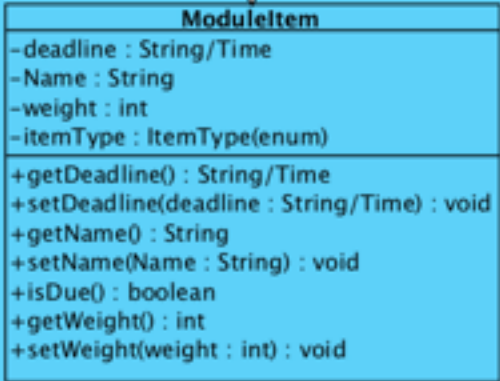 ModuleItem
-deadline : String/Time
-Name : String
-weight : int
-itemType : ItemType(enum)
+getDeadline() : String/Time
+setDeadline(deadline : String/Time) : void
+getName() : String
+setName(Name : String) : void
+isDue() : boolean
+getWeight() : int
+setWeight(weight : int) : void